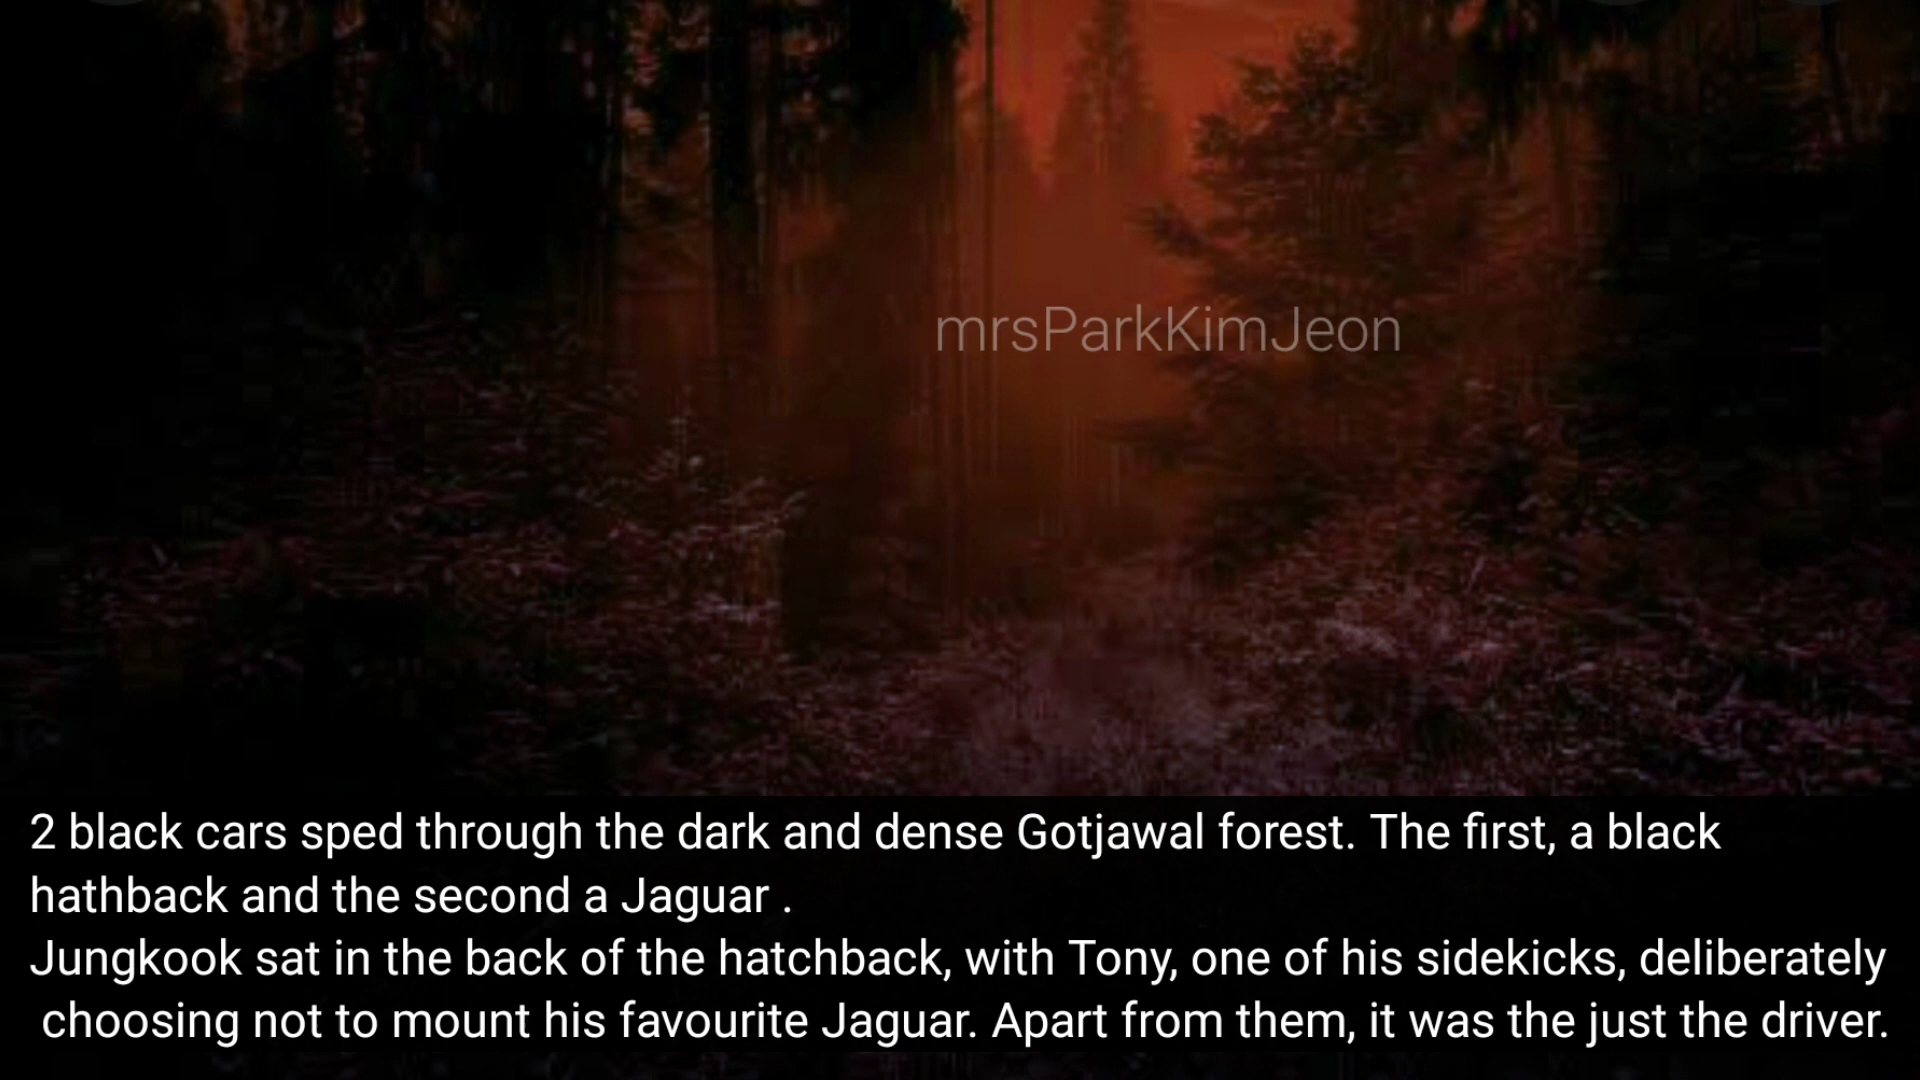 mrsParkKimJeon
2 black cars sped through the dark and dense Gotjawal forest. The first, a black
hathback and the second a Jaguar .
Jungkook sat in the back of the hatchback, with Tony, one of his sidekicks, deliberately
choosing not to mount his favourite Jaguar. Apart from them, it was the just the driver.